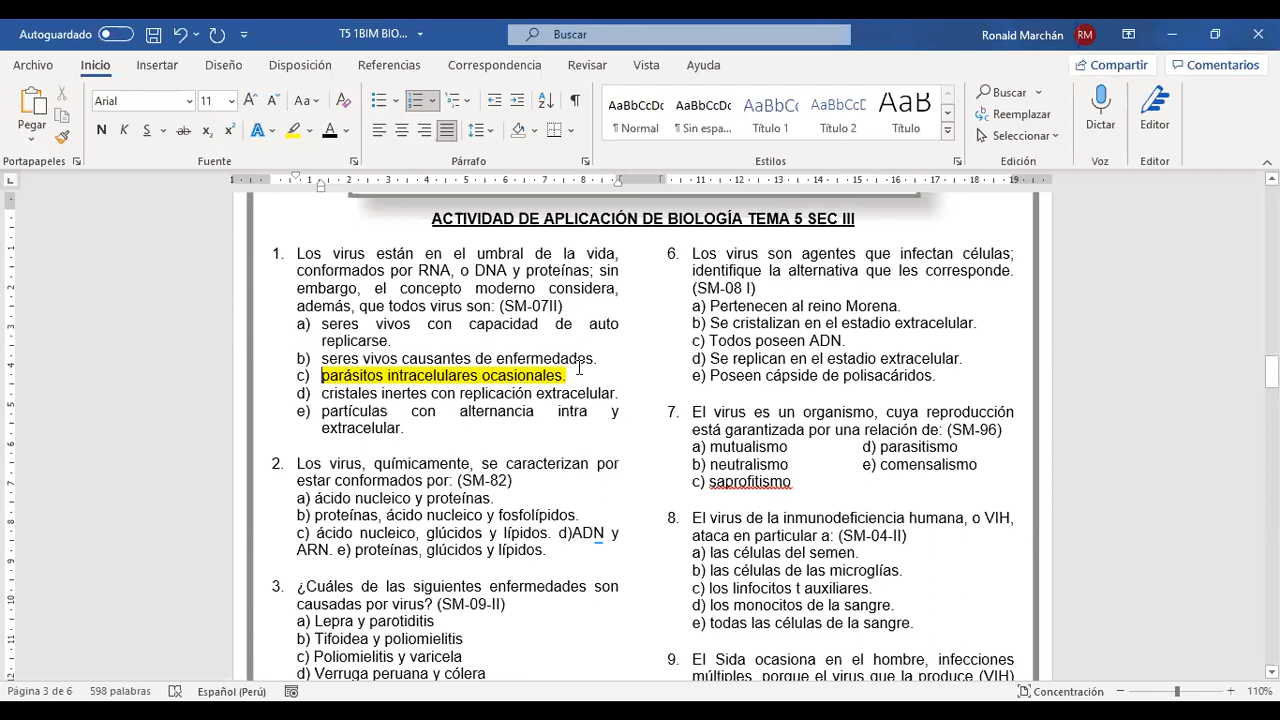 Autoguardado
T5 1BIM BIO...
Buscar
Ronald Marchán
RM
Archivo
Inicio
Insertar
Diseño
Disposición
Referencias
Correspondencia
Revisar
Vista
Ayuda
Compartir
Comentarios
Pegar
Arial
11
AaBbCcDc
AaBbCcDc
AaBbCcD
AaBbCcD
AaB
¶ Normal
¶ Sin espa...
Título 1
Título 2
Título
Buscar
Reemplazar
Seleccionar
Dictar
Editor
Portapapeles
Fuente
Párrafo
Estilos
Edición
Voz
Editor
ACTIVIDAD DE APLICACIÓN DE BIOLOGÍA TEMA 5 SEC III
1. Los virus están en el umbral de la vida,
conformados por RNA, o DNA y proteínas; sin
embargo, el concepto moderno considera,
además, que todos virus son: (SM-07II)
a) seres vivos con capacidad de auto
replicarse.
b) seres vivos causantes de enfermedades.
c) parásitos intracelulares ocasionales.
d) cristales inertes con replicación extracelular.
e) partículas con alternancia intra y
extracelular.
2. Los virus, químicamente, se caracterizan por
estar conformados por: (SM-82)
a) ácido nucleico y proteínas.
b) proteínas, ácido nucleico y fosfolípidos.
c) ácido nucleico, glúcidos y lípidos. d)ADN y
ARN. e) proteínas, glúcidos y lípidos.
3. ¿Cuáles de las siguientes enfermedades son
causadas por virus? (SM-09-II)
a) Lepra y parotiditis
b) Tifoidea y poliomielitis
c) Poliomielitis y varicela
d) Verruga peruana y cólera
6. Los virus son agentes que infectan células;
identifique la alternativa que les corresponde.
(SM-08 I)
a) Pertenecen al reino Morena.
b) Se cristalizan en el estadio extracelular.
c) Todos poseen ADN.
d) Se replican en el estadio extracelular.
e) Poseen cápside de polisacáridos.
7. El virus es un organismo, cuya reproducción
está garantizada por una relación de: (SM-96)
a) mutualismo d) parasitismo
b) neutralismo e) comensalismo
c) saprofitismo
8. El virus de la inmunodeficiencia humana, o VIH,
ataca en particular a: (SM-04-II)
a) las células del semen.
b) las células de las microglías.
c) los linfocitos t auxiliares.
d) los monocitos de la sangre.
e) todas las células de la sangre.
9. El Sida ocasiona en el hombre, infecciones
múltiples, porque el virus que la produce (VIH)
Página 3 de 6
598 palabras
Español (Perú)
Concentración
110%